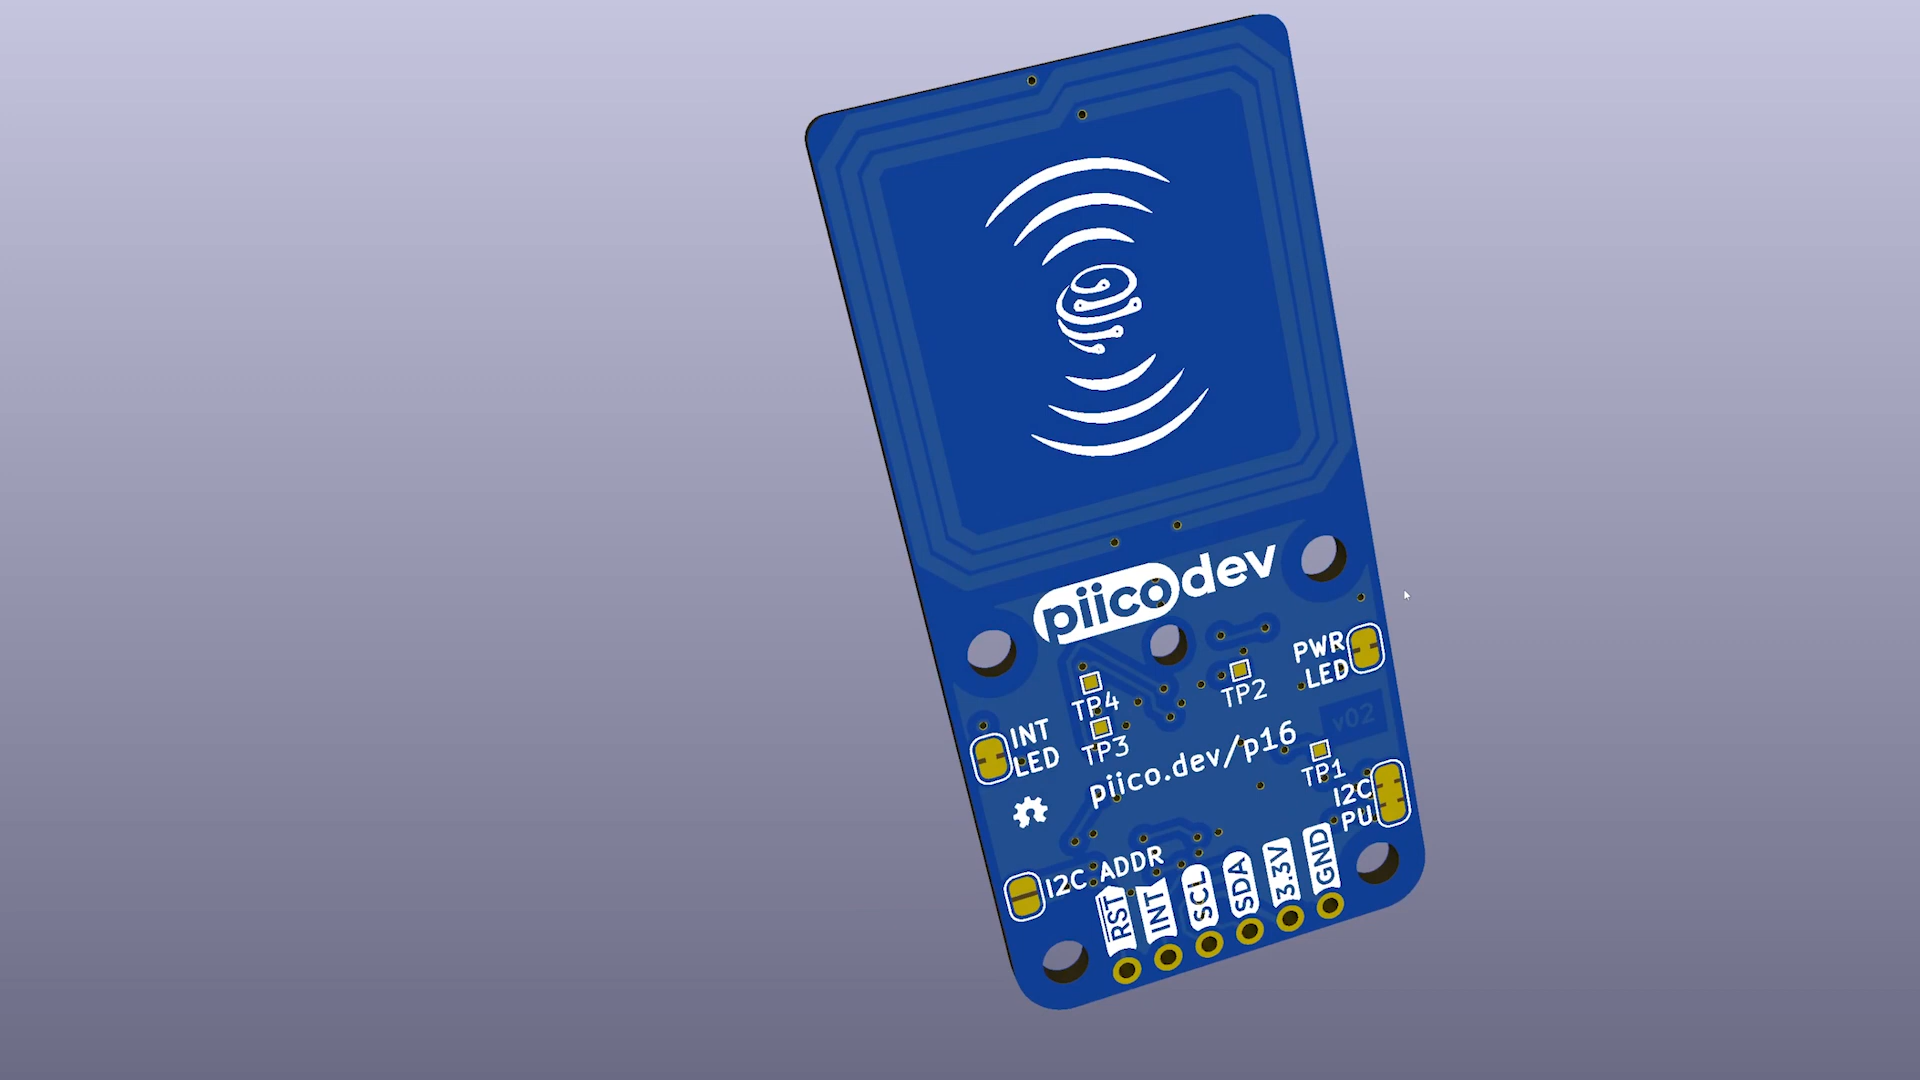 piicodev
PWR
LED
TP4
TP2
TP3
INT
LED
v02
piico.dev/p16
TP1
I2C
PU
I2C ADDR
RST
INT
SCL
SDA
3.3V
GND